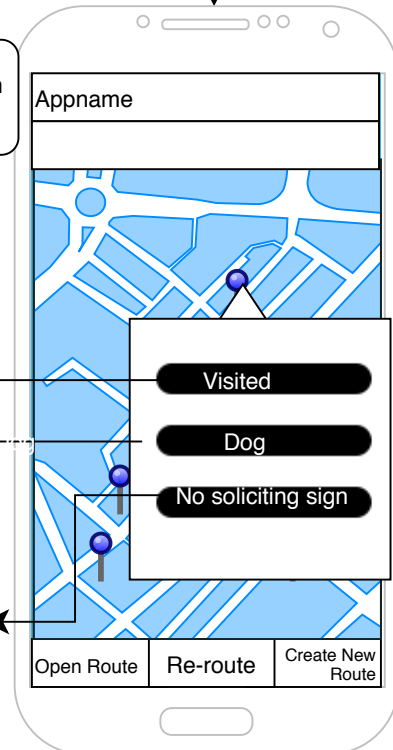 Appname
Visited
Dog
No soliciting sign
Open Route
Re-route
Create New
Route